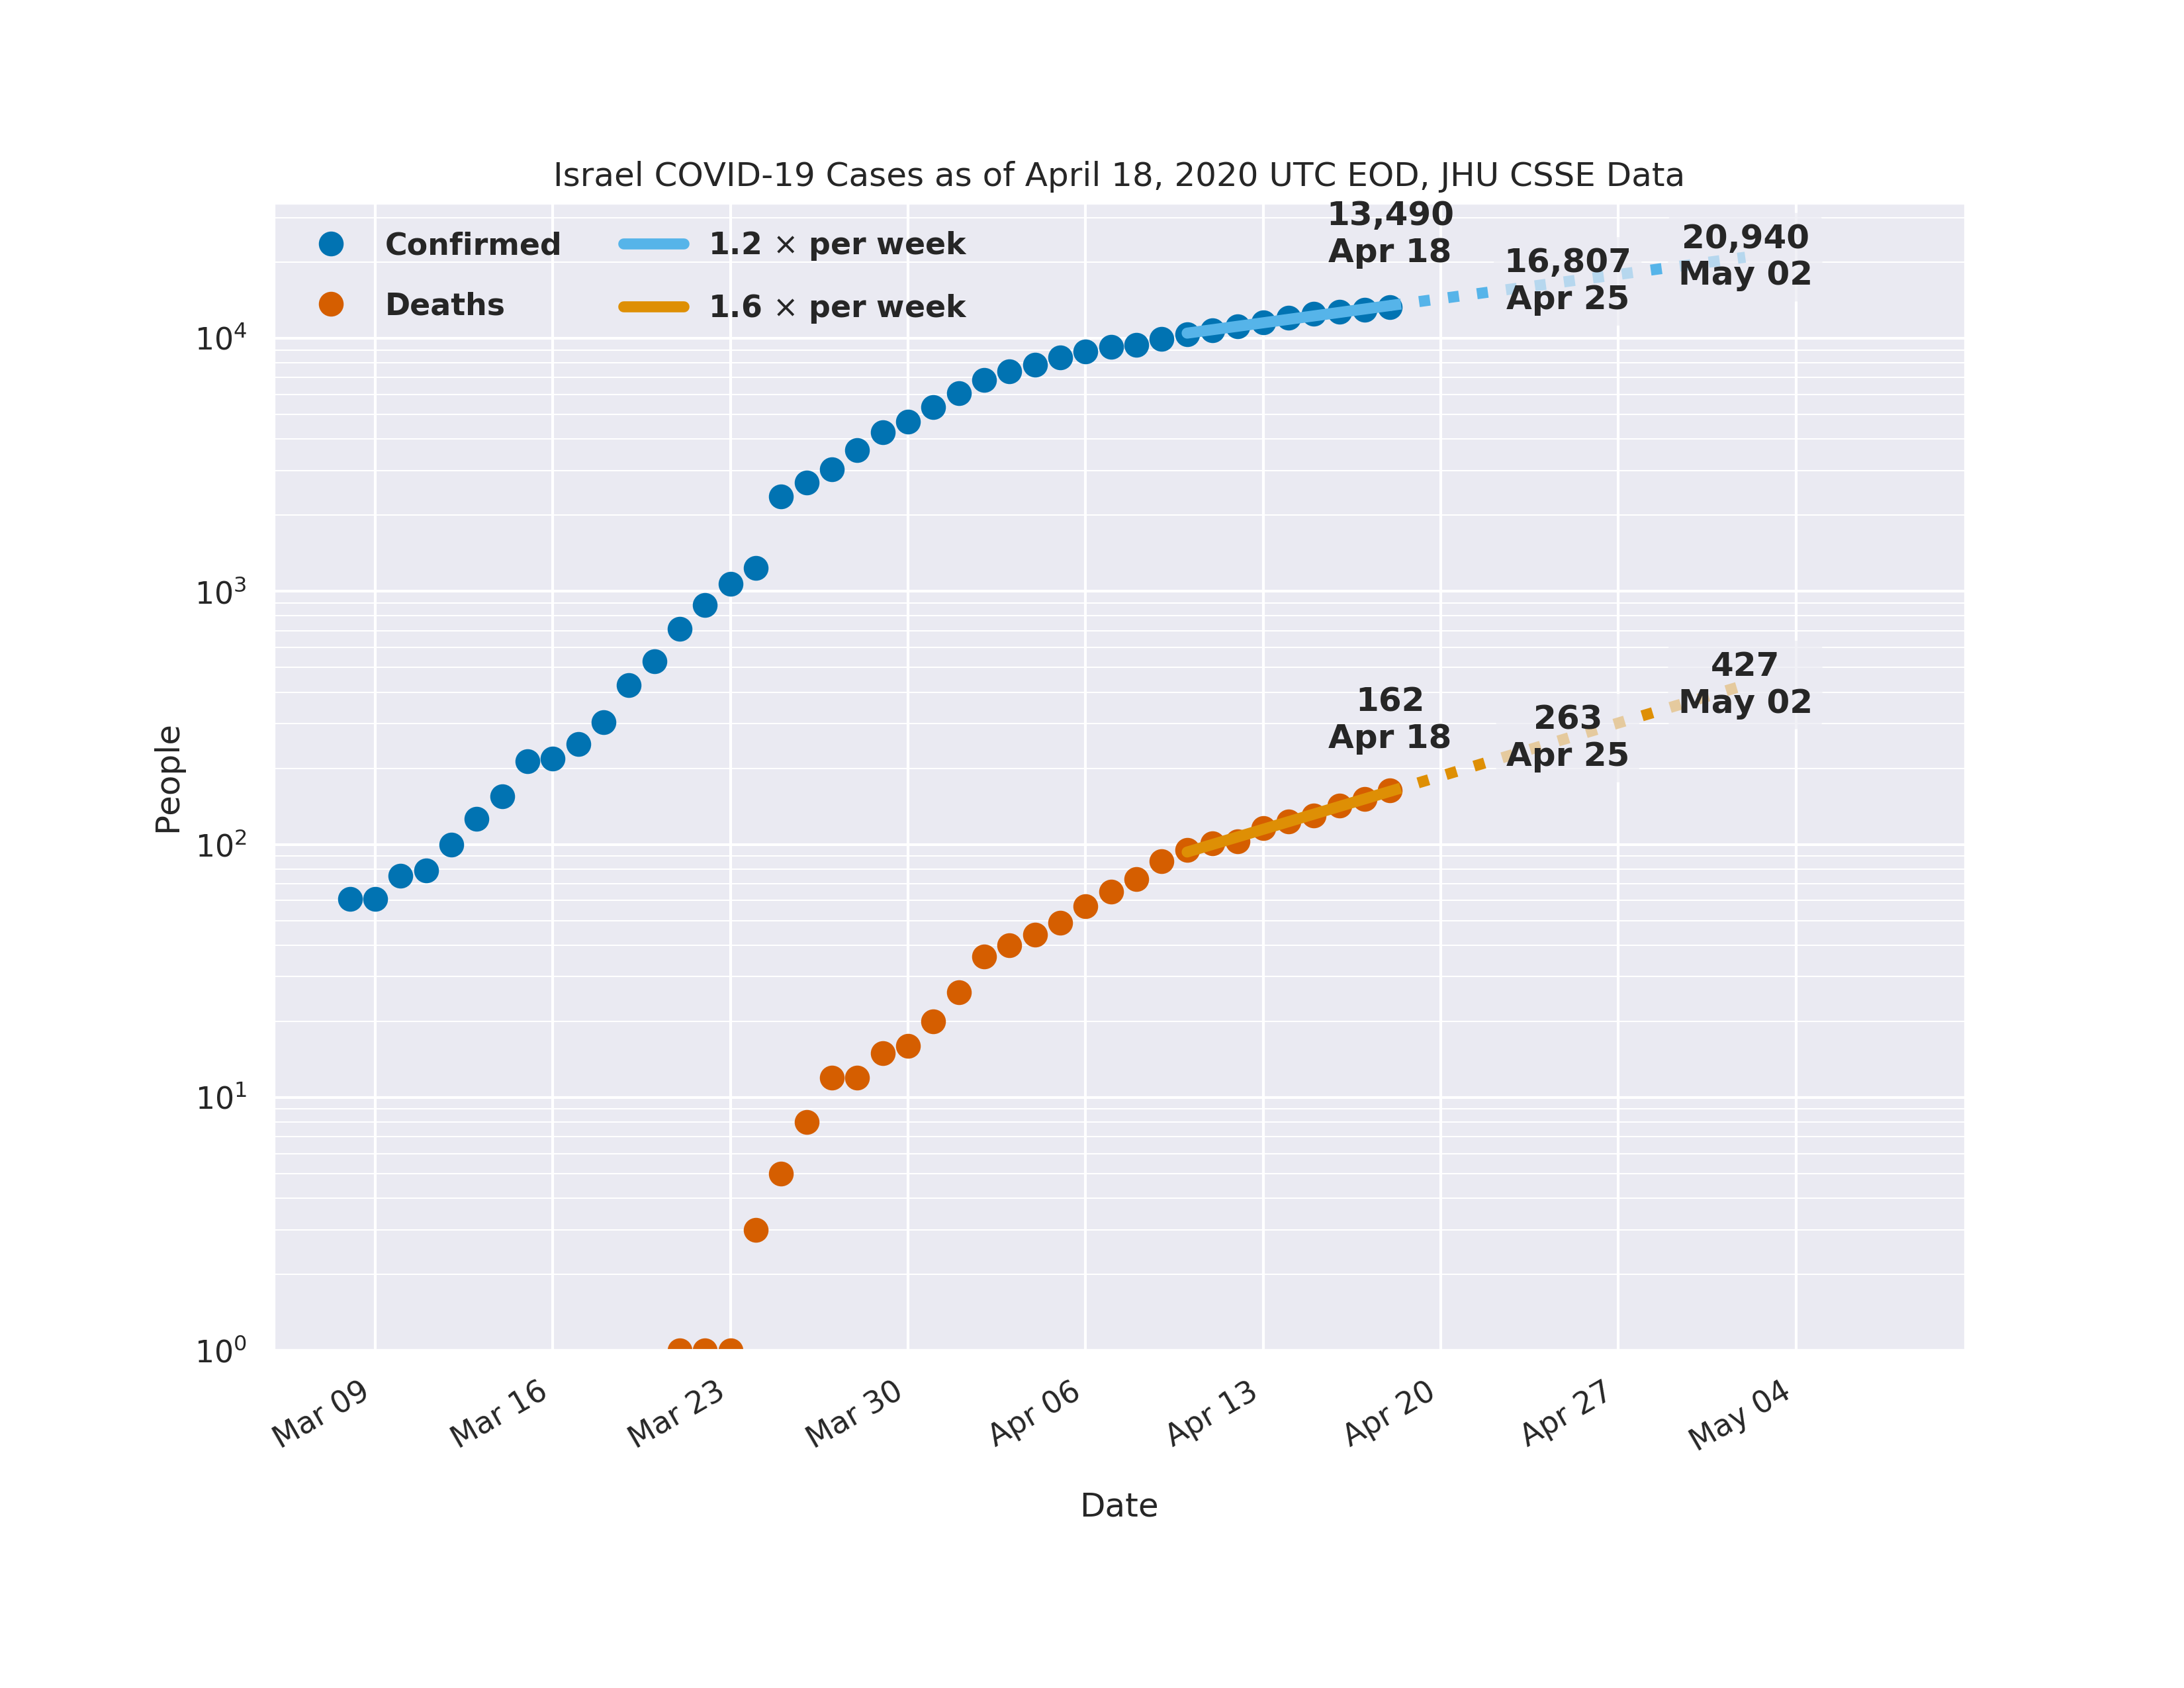 Israel COVID-19 Cases as of April 18, 2020 UTC EOD, JHU CSSE Data
Confirmed
Deaths
1.2 × per week
1.6 × per week
13,490
Apr 18
16,807
Apr 25
20,940
May 02
162
Apr 18
263
Apr 25
427
May 02
People
10⁴
10³
10²
10¹
10⁰
Mar 09
Mar 16
Mar 23
Mar 30
Apr 06
Apr 13
Apr 20
Apr 27
May 04
Date